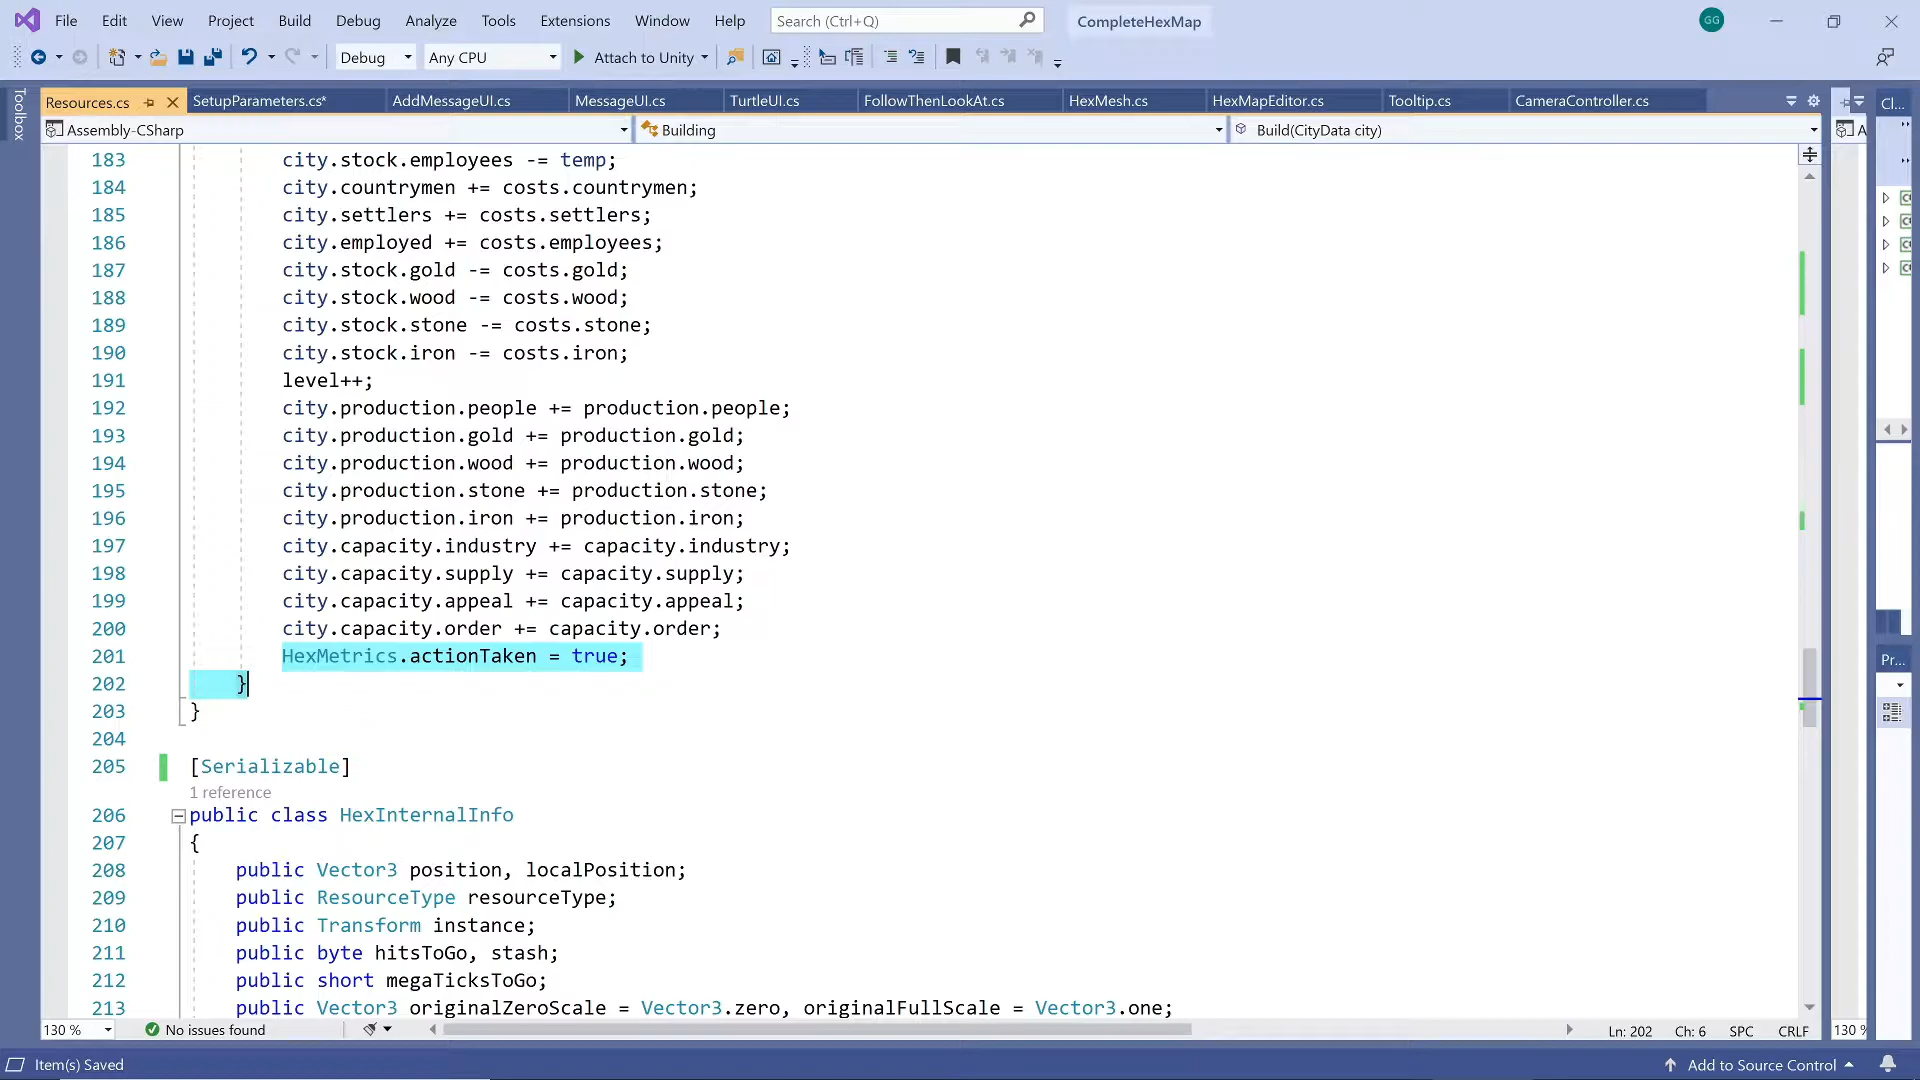 File Edit View Project Build Debug Analyze Tools Extensions Window Help Search (Ctrl+Q) CompleteHexMap GG
Debug Any CPU Attach to Unity
Toolbox
Resources.cs SetupParameters.cs* AddMessageUI.cs MessageUI.cs TurtleUI.cs FollowThenLookAt.cs HexMesh.cs HexMapEditor.cs Tooltip.cs CameraController.cs Cl...
Assembly-CSharp Building Build(CityData city) A
183 city.stock.employees -= temp;
184 city.countrymen += costs.countrymen;
185 city.settlers += costs.settlers;
186 city.employed += costs.employees;
187 city.stock.gold -= costs.gold;
188 city.stock.wood -= costs.wood;
189 city.stock.stone -= costs.stone;
190 city.stock.iron -= costs.iron;
191 level++;
192 city.production.people += production.people;
193 city.production.gold += production.gold;
194 city.production.wood += production.wood;
195 city.production.stone += production.stone;
196 city.production.iron += production.iron;
197 city.capacity.industry += capacity.industry;
198 city.capacity.supply += capacity.supply;
199 city.capacity.appeal += capacity.appeal;
200 city.capacity.order += capacity.order;
201 HexMetrics.actionTaken = true;
202 }
203 }
204
205 [Serializable]
1 reference
206 public class HexInternalInfo
207 {
208 public Vector3 position, localPosition;
209 public ResourceType resourceType;
210 public Transform instance;
211 public byte hitsToGo, stash;
212 public short megaTicksToGo;
213 public Vector3 originalZeroScale = Vector3.zero, originalFullScale = Vector3.one;
Pr...
130 % No issues found Ln: 202 Ch: 6 SPC CRLF 130 %
Item(s) Saved Add to Source Control